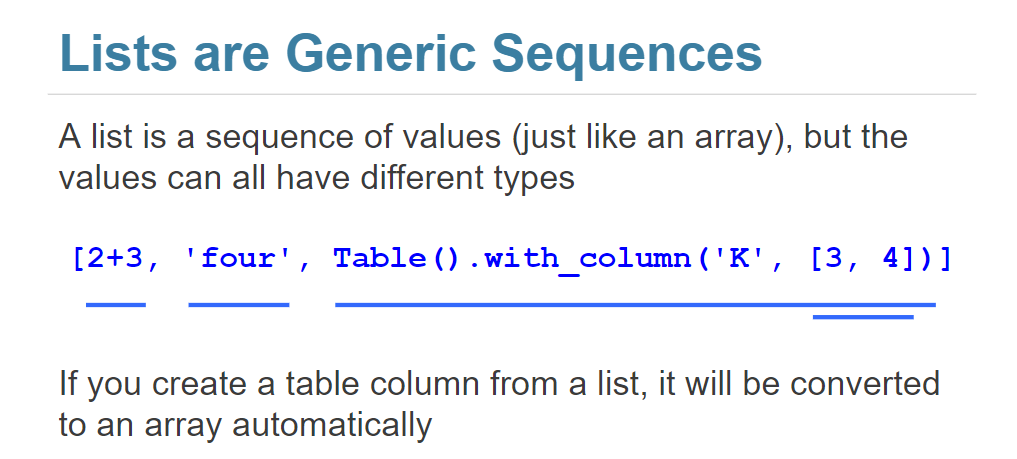 Lists are Generic Sequences
A list is a sequence of values (just like an array), but the
values can all have different types
[2+3, 'four', Table().with_column('K', [3, 4])]
If you create a table column from a list, it will be converted
to an array automatically